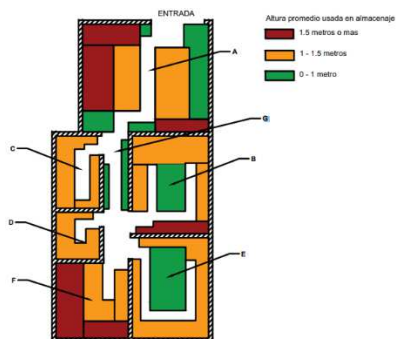 ENTRADA
Altura promedio usada en almacenaje
1.5 metros o mas
1 - 1.5 metros
0 - 1 metro
A
G
C
B
D
E
F